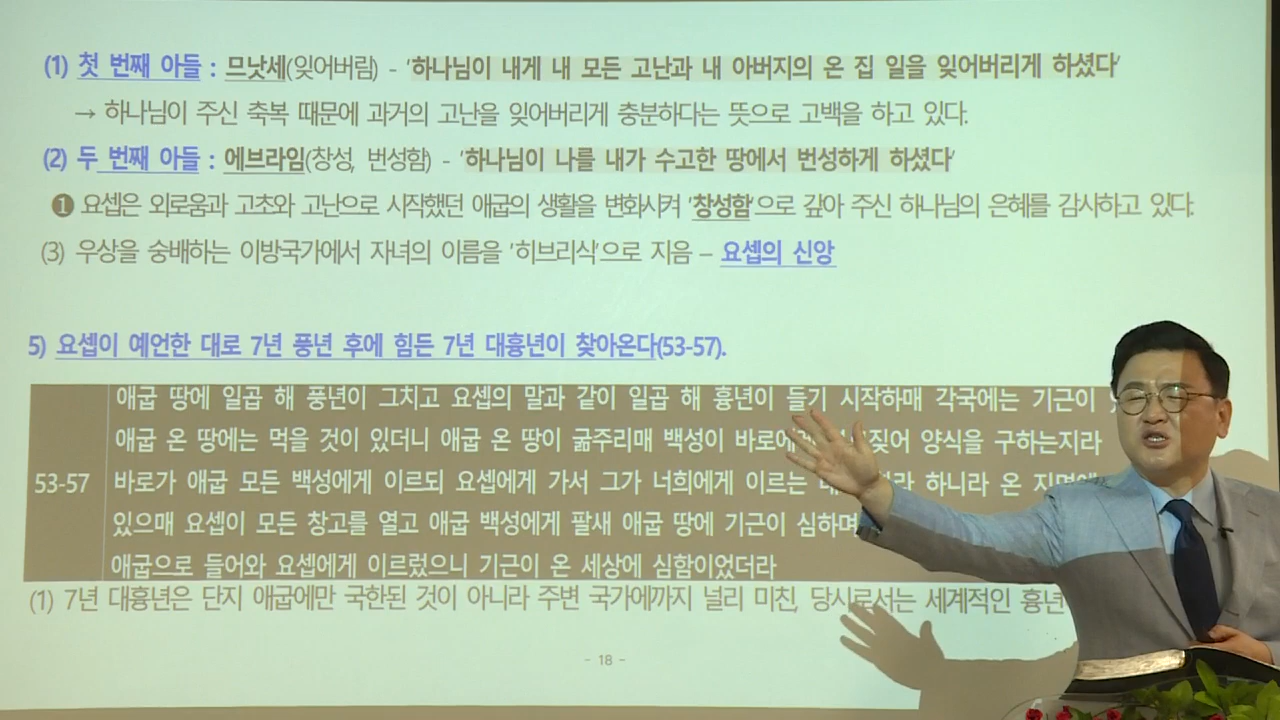 (1) 첫 번째 아들 : 므낫세(잊어버림) - '하나님이 내게 내 모든 고난과 내 아버지의 온 집 일을 잊어버리게 하셨다'
→ 하나님이 주신 축복 때문에 과거의 고난을 잊어버리게 충분하다는 뜻으로 고백을 하고 있다.
(2) 두 번째 아들 : 에브라임(창성, 번성함) - '하나님이 나를 내가 수고한 땅에서 번성하게 하셨다'
❶ 요셉은 외로움과 고초와 고난으로 시작했던 애굽의 생활을 변화시켜 '창성함'으로 갚아 주신 하나님의 은혜를 감사하고 있다.
(3) 우상을 숭배하는 이방국가에서 자녀의 이름을 '히브리식'으로 지음 – 요셉의 신앙
5) 요셉이 예언한 대로 7년 풍년 후에 힘든 7년 대흉년이 찾아온다(53-57).
애굽 땅에 일곱 해 풍년이 그치고 요셉의 말과 같이 일곱 해 흉년이 들기 시작하매 각국에는 기근이
애굽 온 땅에는 먹을 것이 있더니 애굽 온 땅이 굶주리매 백성이 양식을 구하는지라
53-57 바로가 애굽 모든 백성에게 이르되 요셉에게 가서 그가 너희에게 이르는 하니라 온
있으매 요셉이 모든 창고를 열고 애굽 백성에게 팔새 애굽 땅에 기근이 심하며
애굽으로 들어와 요셉에게 이르렀으니 기근이 온 세상에 심함이었더라
(1) 7년 대흉년은 단지 애굽에만 국한된 것이 아니라 주변 국가에까지 널리 미친, 당시로서는 세계적인
- 18 -